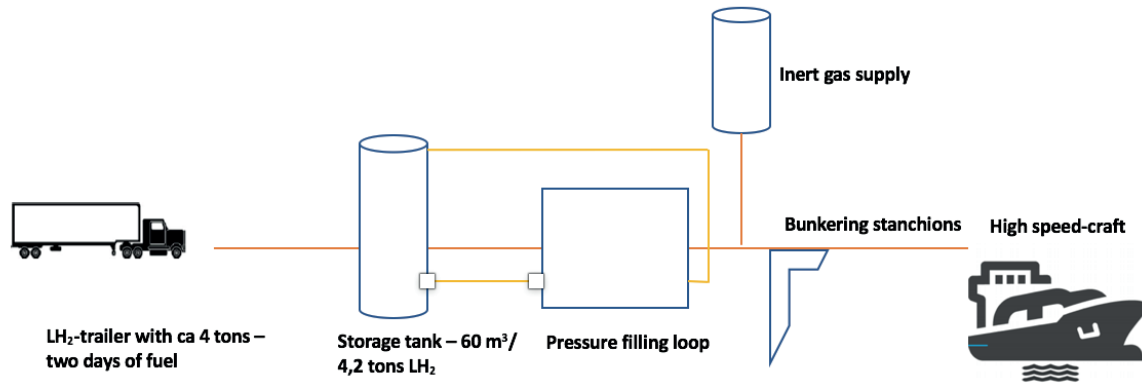 Inert gas supply
Bunkering stanchions
High speed-craft
LH₂-trailer with ca 4 tons –
two days of fuel
Storage tank – 60 m³/
4,2 tons LH₂
Pressure filling loop